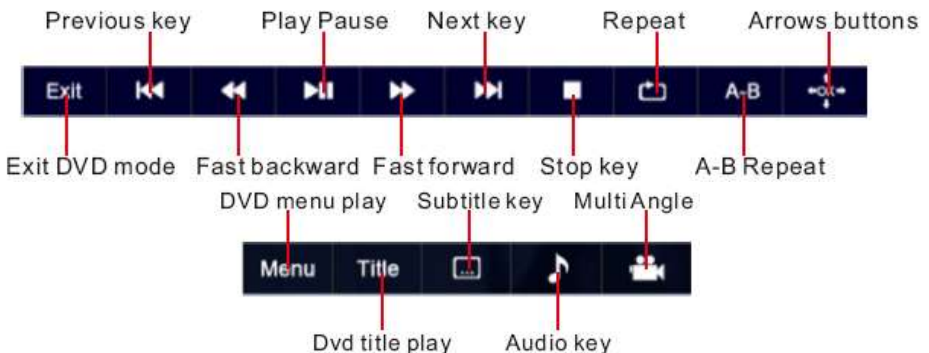 Previous key Play Pause Next key Repeat Arrows buttons
Exit A-B OK
Exit DVD mode Fast backward Fast forward Stop key A-B Repeat
DVD menu play Subtitle key Multi Angle
Menu Title
Dvd title play Audio key